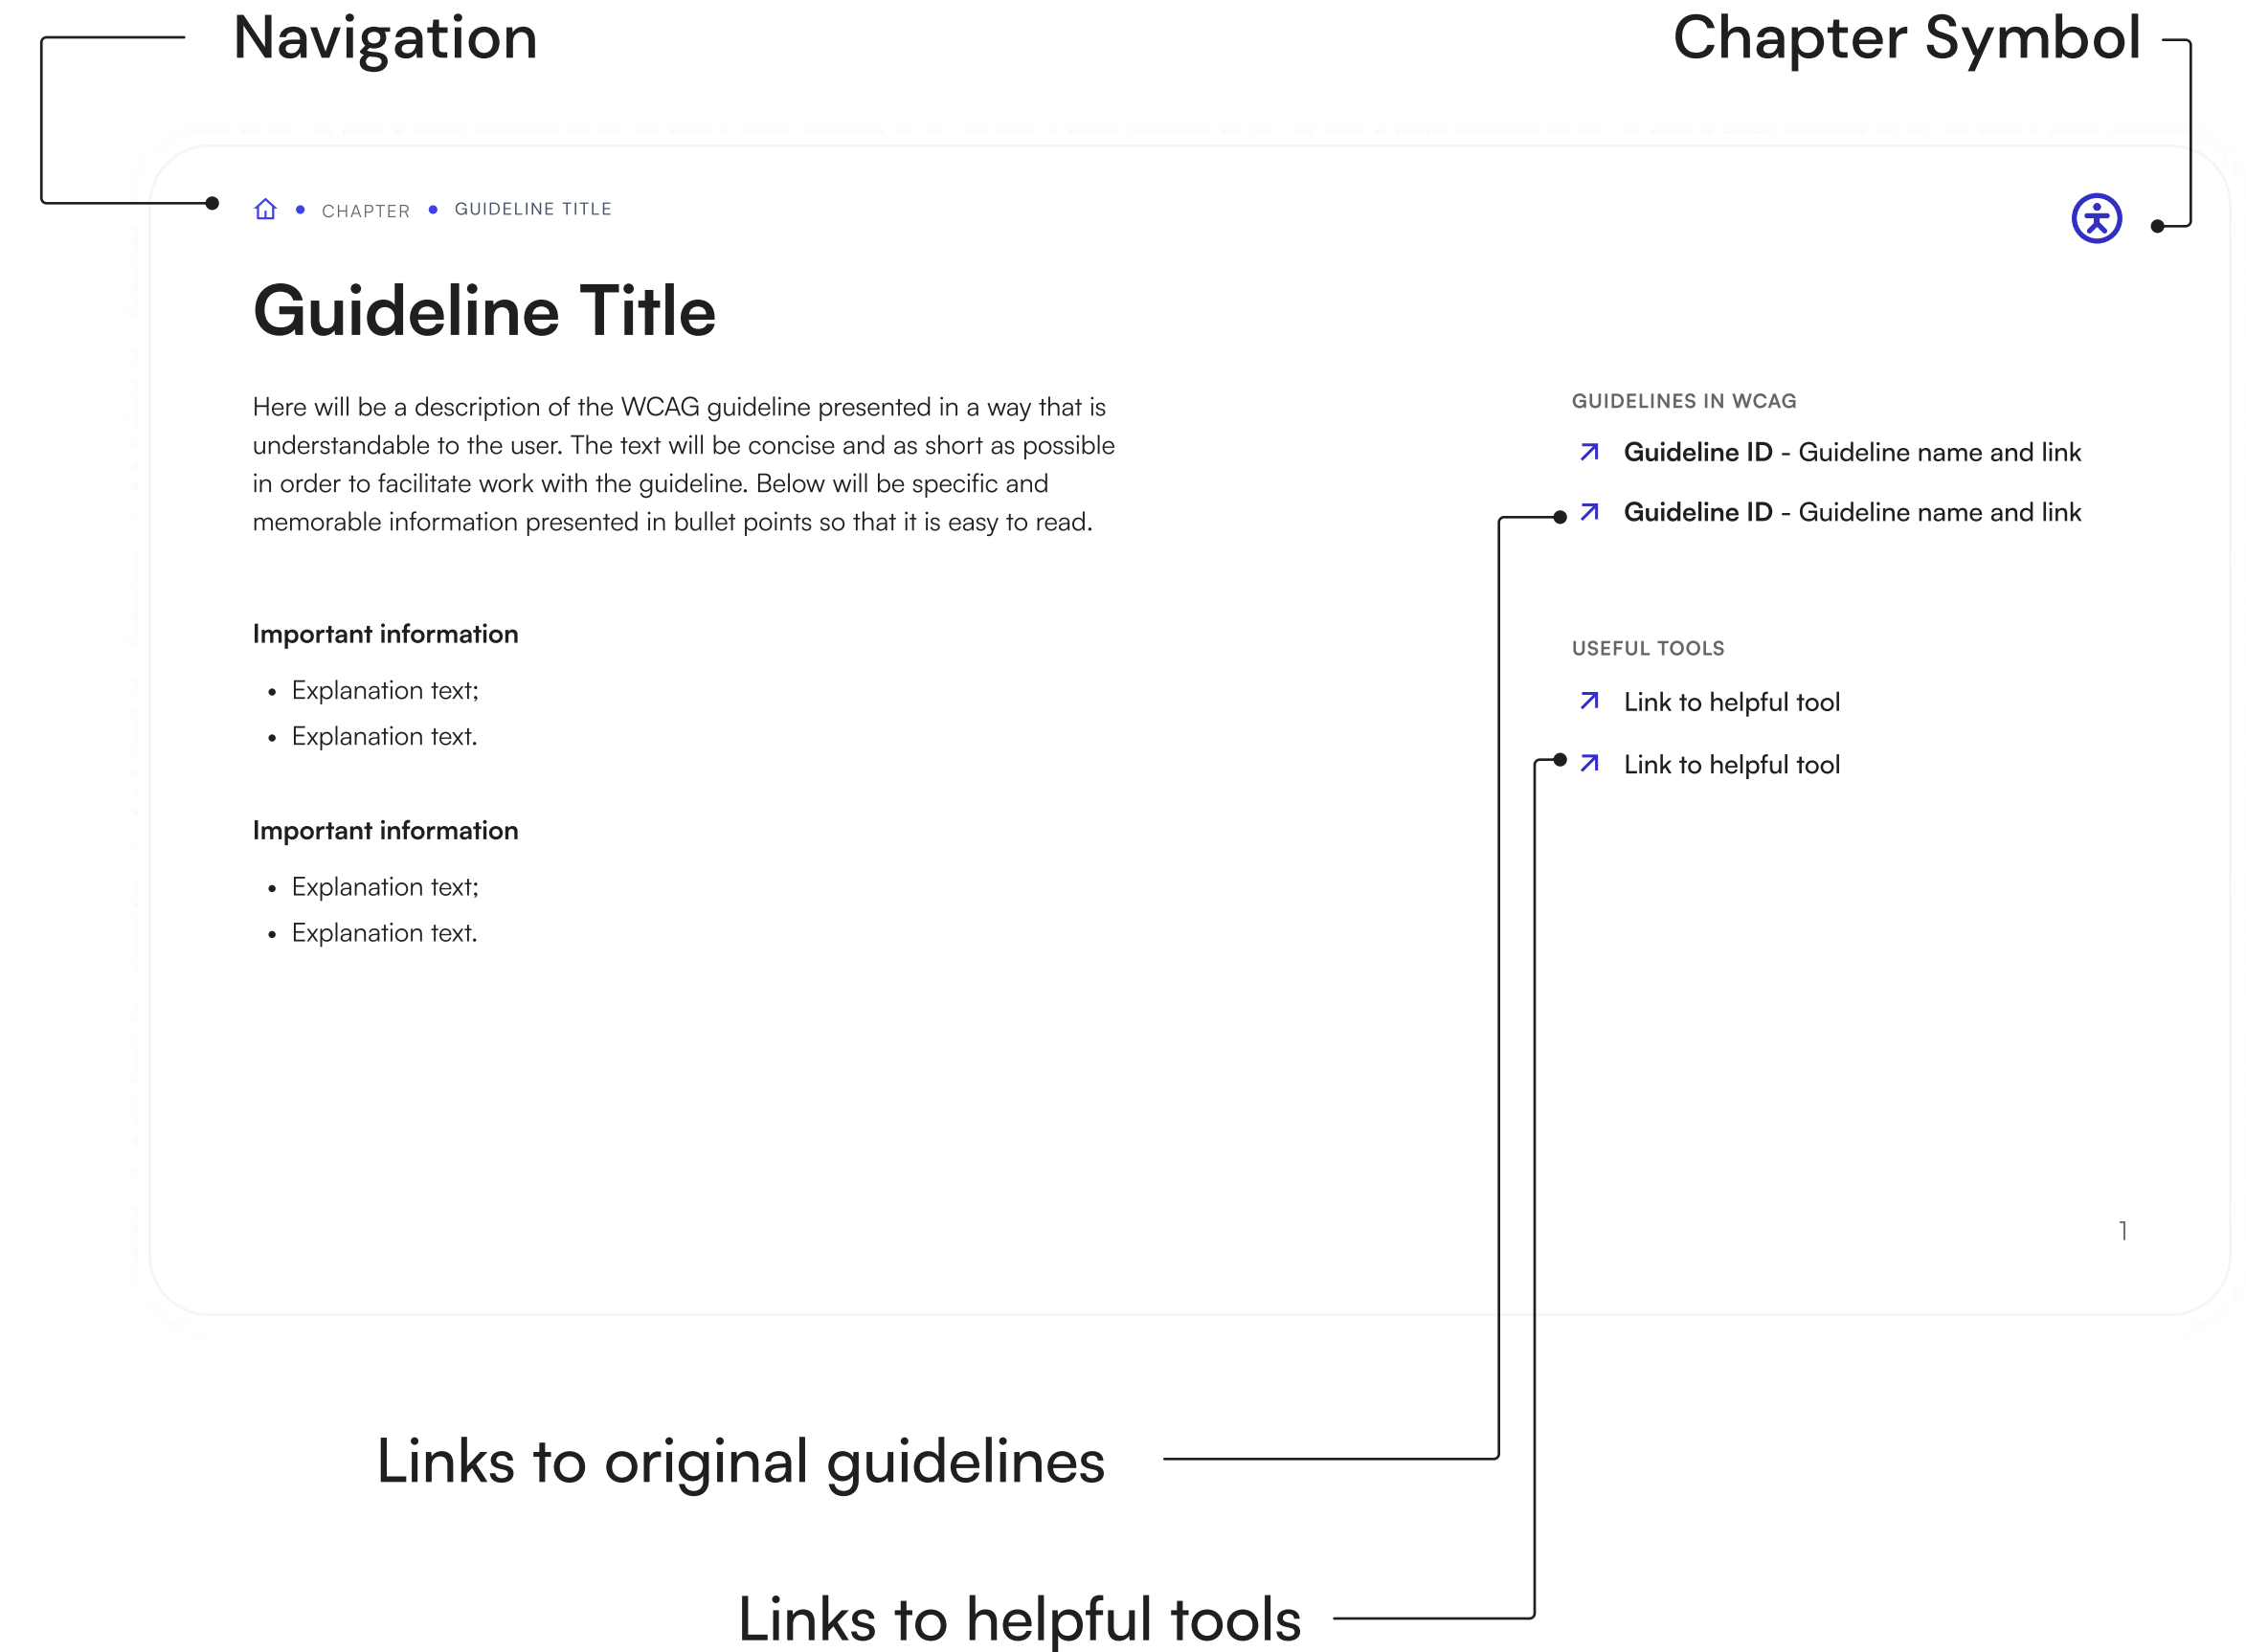 Navigation
Chapter Symbol
CHAPTER • GUIDELINE TITLE
Guideline Title
Here will be a description of the WCAG guideline presented in a way that is
understandable to the user. The text will be concise and as short as possible
in order to facilitate work with the guideline. Below will be specific and
memorable information presented in bullet points so that it is easy to read.
Important information
• Explanation text;
• Explanation text.
Important information
• Explanation text;
• Explanation text.
GUIDELINES IN WCAG
Guideline ID - Guideline name and link
Guideline ID - Guideline name and link
USEFUL TOOLS
Link to helpful tool
Link to helpful tool
1
Links to original guidelines
Links to helpful tools